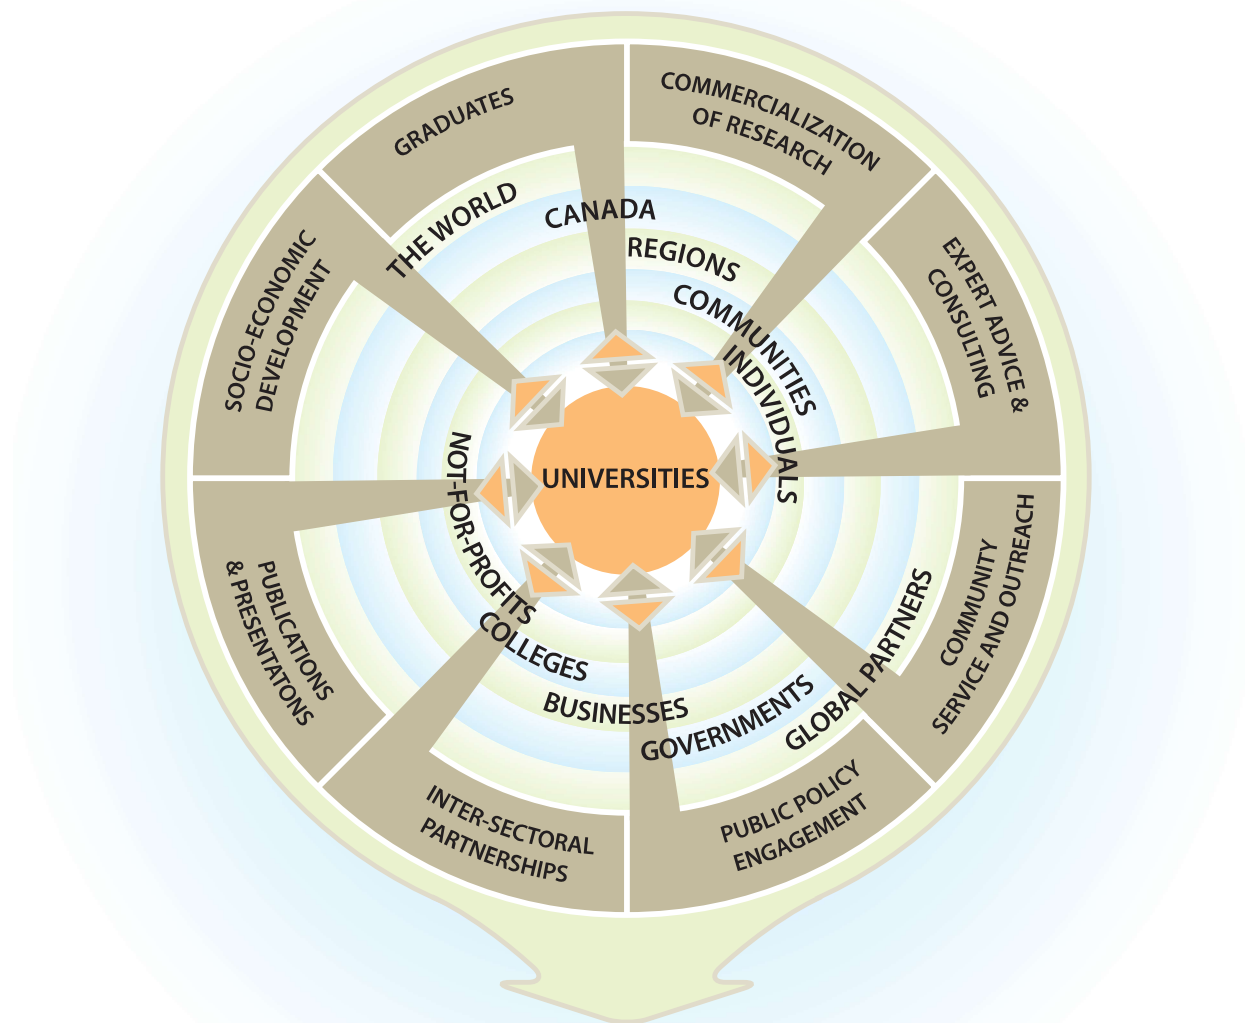 GRADUATES
COMMERCIALIZATION
OF RESEARCH
EXPERT ADVICE &
CONSULTING
COMMUNITY
SERVICE AND OUTREACH
PUBLIC POLICY
ENGAGEMENT
INTER-SECTORAL
PARTNERSHIPS
PUBLICATIONS
& PRESENTATONS
SOCIO-ECONOMIC
DEVELOPMENT
THE WORLD
CANADA
REGIONS
COMMUNITIES
INDIVIDUALS
UNIVERSITIES
NOT-FOR-PROFITS
COLLEGES
BUSINESSES
GOVERNMENTS
GLOBAL PARTNERS